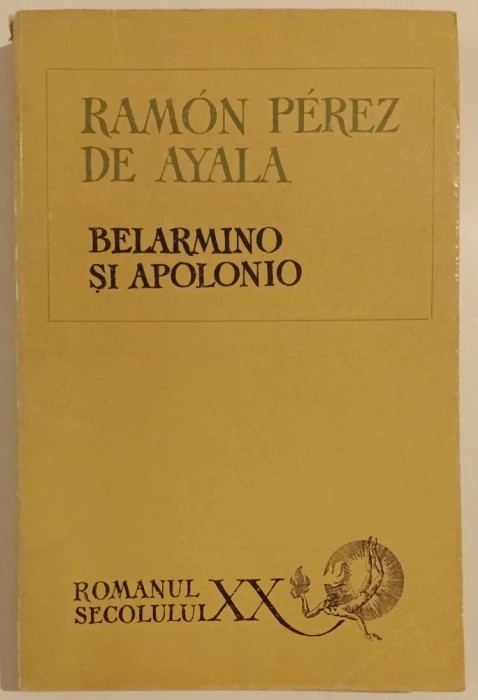 RAMÓN PÉREZ
DE AYALA
BELARMINO
ȘI APOLONIO
ROMANUL
SECOLULUI XX